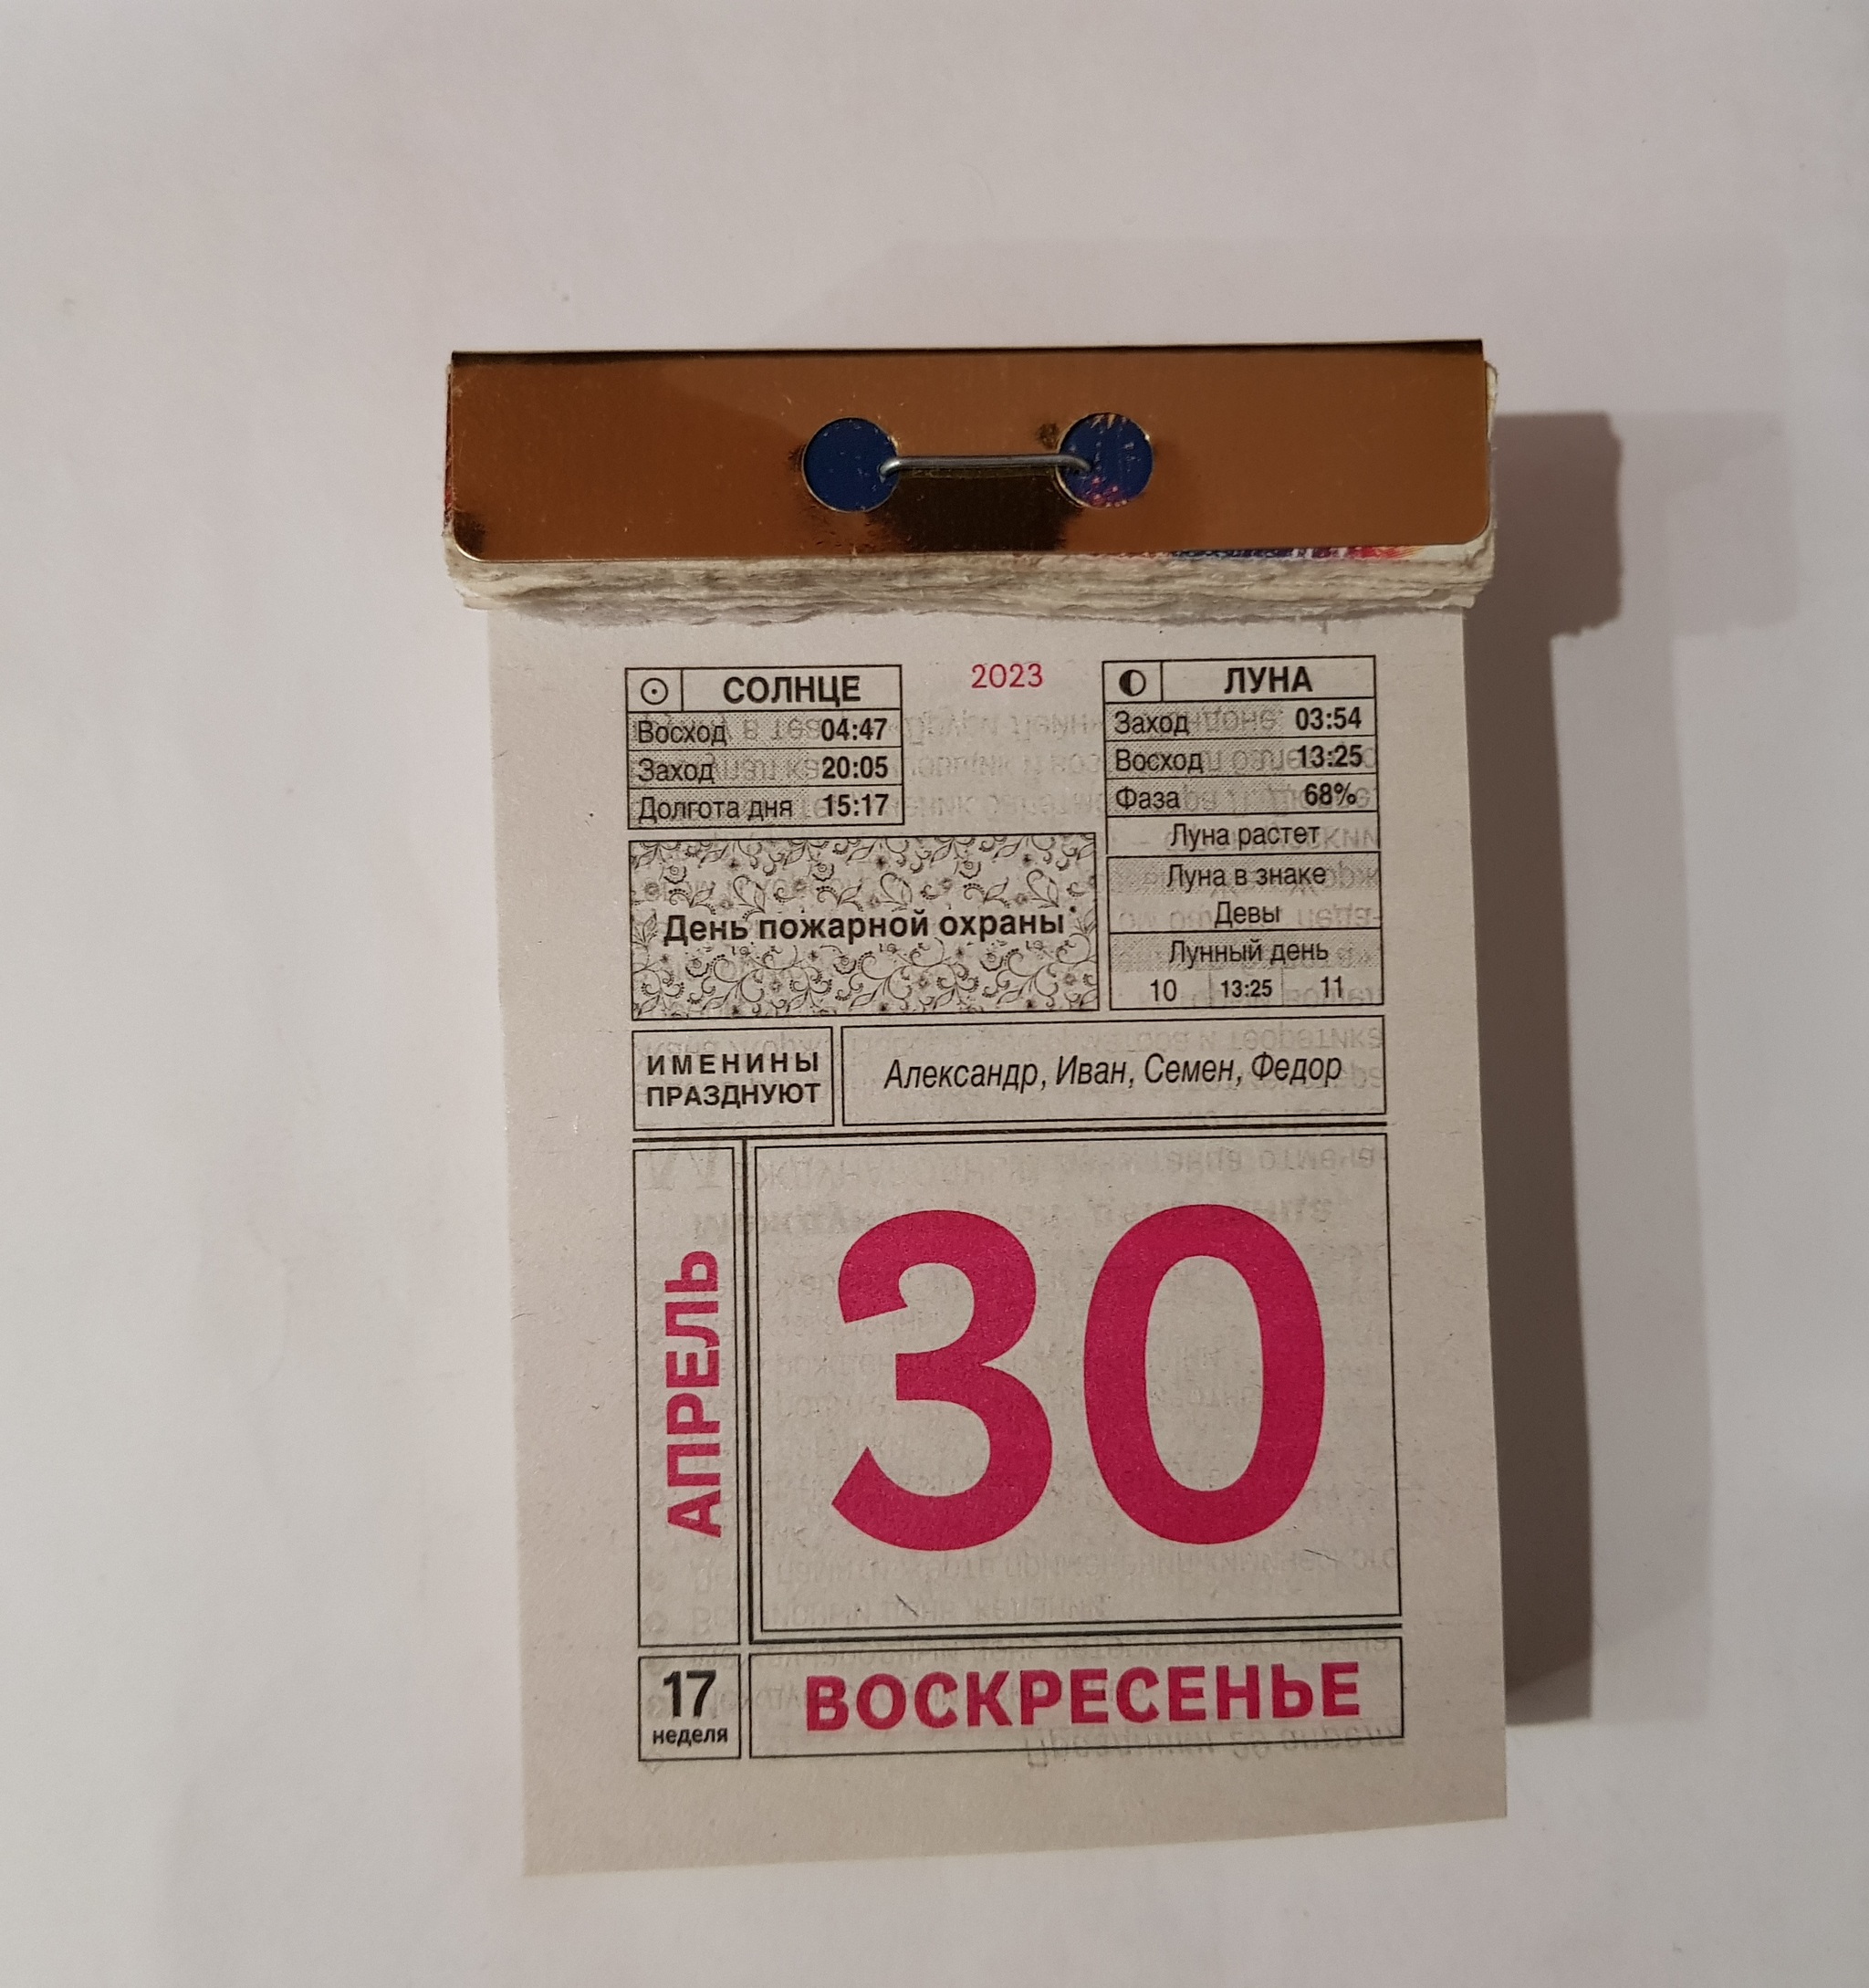 2023
СОЛНЦЕ
Восход 04:47
Заход 20:05
Долгота дня 15:17
ЛУНА
Заход 03:54
Восход 13:25
Фаза 68%
Луна растет
Луна в знаке
Девы
Лунный день
10 13:25 11
День пожарной охраны
ИМЕНИНЫ
ПРАЗДНУЮТ
Александр, Иван, Семен, Федор
АПРЕЛЬ
30
17
неделя
ВОСКРЕСЕНЬЕ